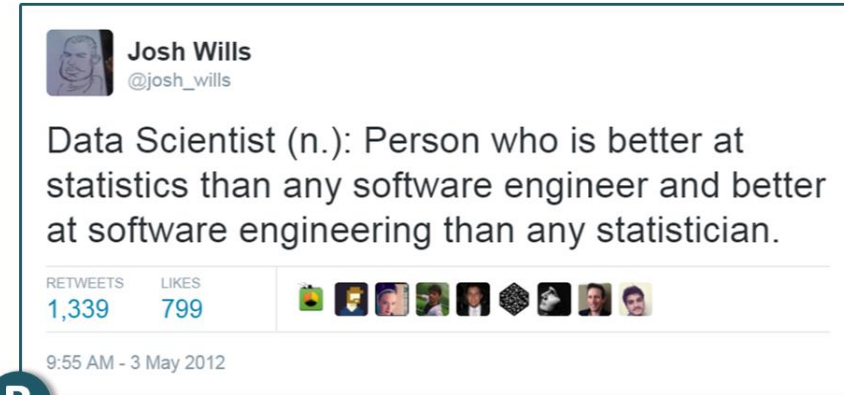 Josh Wills
@josh_wills
Data Scientist (n.): Person who is better at
statistics than any software engineer and better
at software engineering than any statistician.
RETWEETS LIKES
1,339 799
9:55 AM - 3 May 2012